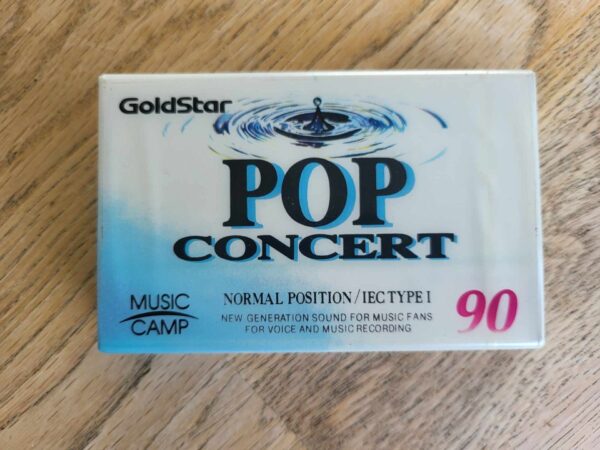 GoldStar
POP
CONCERT
MUSIC
CAMP
NORMAL POSITION/IEC TYPE I
NEW GENERATION SOUND FOR MUSIC FANS
FOR VOICE AND MUSIC RECORDING
90